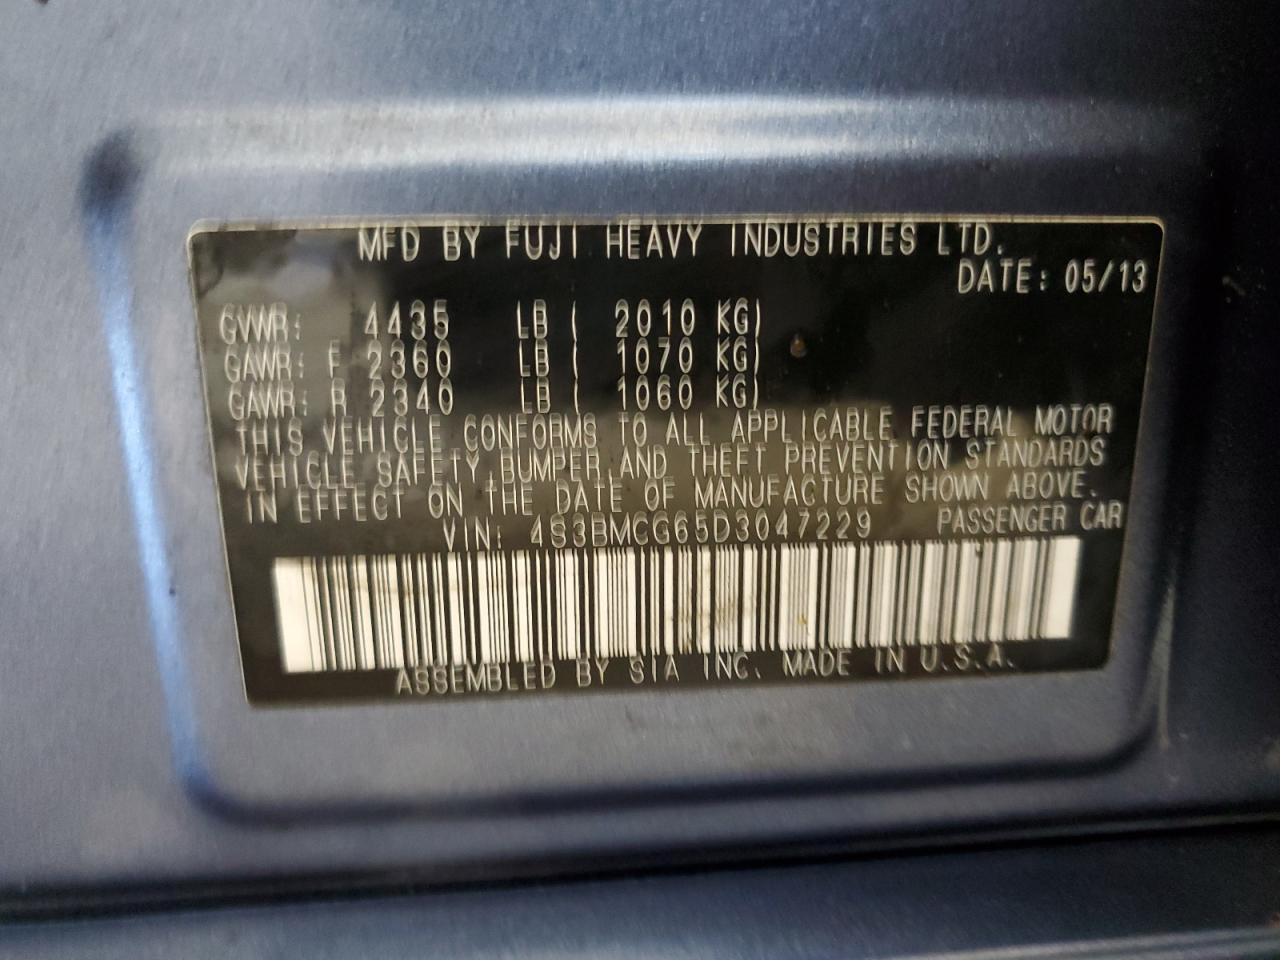 MFD BY FUJI HEAVY INDUSTRIES LTD.
DATE: 05/13
GVWR: 4435 LB ( 2010 KG)
GAWR: F 2360 LB ( 1070 KG)
GAWR: R 2340 LB ( 1060 KG)
THIS VEHICLE CONFORMS TO ALL APPLICABLE FEDERAL MOTOR
VEHICLE SAFETY, BUMPER, AND THEFT PREVENTION STANDARDS
IN EFFECT ON THE DATE OF MANUFACTURE SHOWN ABOVE.
VIN: 4S3BMCG65D3047229 PASSENGER CAR
ASSEMBLED BY SIA INC. MADE IN U.S.A.